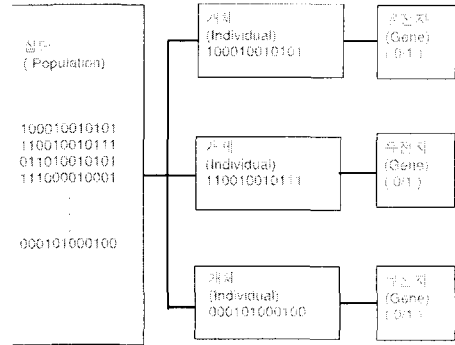 집단
( Population)
100010010101
110010010111
011010010101
111000010001
.
.
.
000101000100
개체
(Individual)
100010010101
유전자
(Gene)
( 0/1 )
개체
(Individual)
110010010111
유전자
(Gene)
( 0/1 )
개체
(Individual)
000101000100
유전자
(Gene)
( 0/1 )